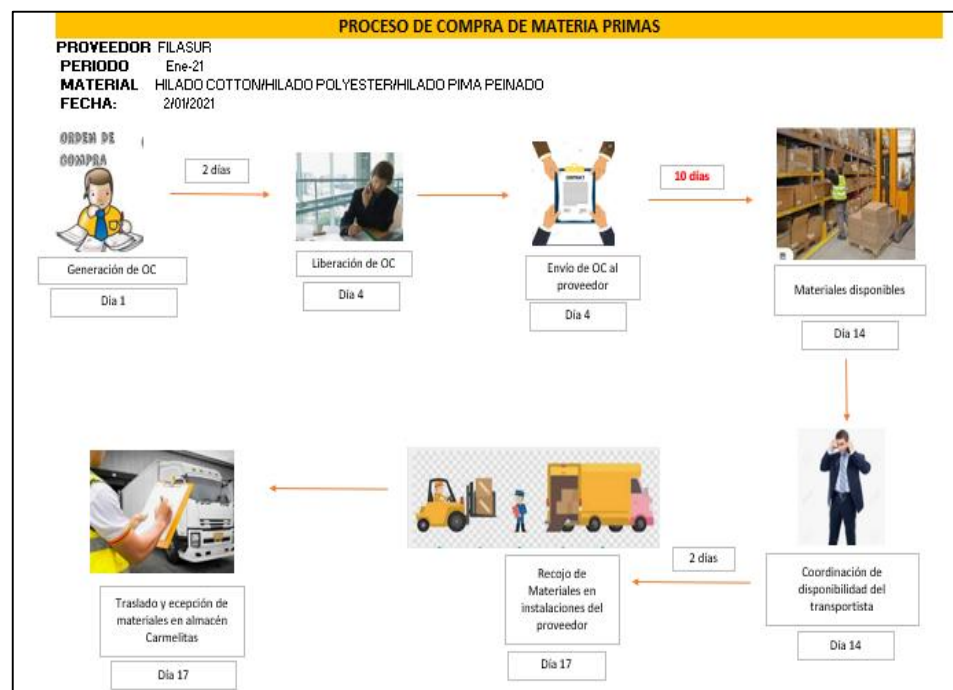 PROCESO DE COMPRA DE MATERIA PRIMAS
PROVEEDOR FILASUR
PERIODO Ene-21
MATERIAL HILADO COTTON/HILADO POLYESTER/HILADO PIMA PEINADO
FECHA: 2/01/2021
ORDEN DE
COMPRA
2 días
10 días
Generación de OC
Día 1
Liberación de OC
Día 4
CONTRACT
Envío de OC al
proveedor
Día 4
Materiales disponibles
Día 14
Coordinación de
disponibilidad del
transportista
Día 14
2 días
Recojo de
Materiales en
instalaciones del
proveedor
Día 17
Traslado y ecepción de
materiales en almacén
Carmelitas
Día 17